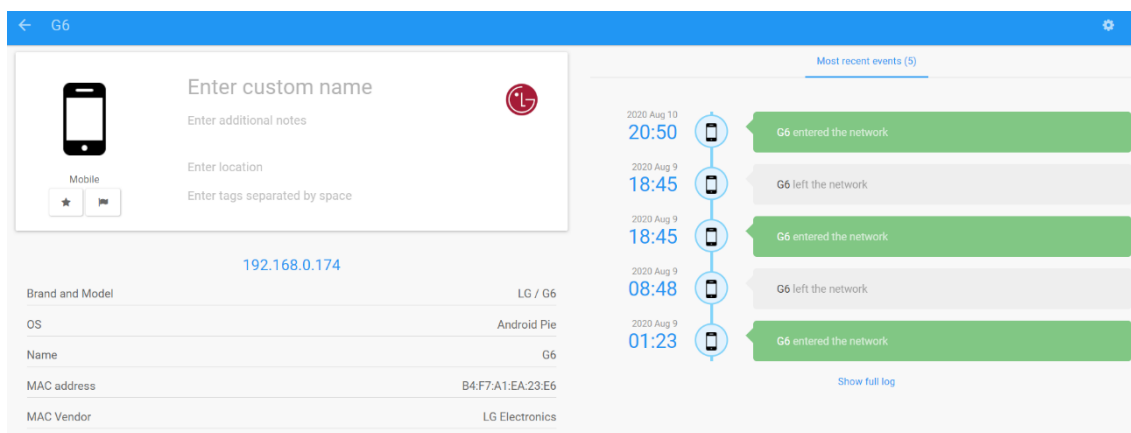 G6
Enter custom name
Enter additional notes
Enter location
Enter tags separated by space
Mobile
192.168.0.174
Brand and Model LG / G6
OS Android Pie
Name G6
MAC address B4:F7:A1:EA:23:E6
MAC Vendor LG Electronics
Most recent events (5)
2020 Aug 10
20:50 G6 entered the network
2020 Aug 9
18:45 G6 left the network
2020 Aug 9
18:45 G6 entered the network
2020 Aug 9
08:48 G6 left the network
2020 Aug 9
01:23 G6 entered the network
Show full log